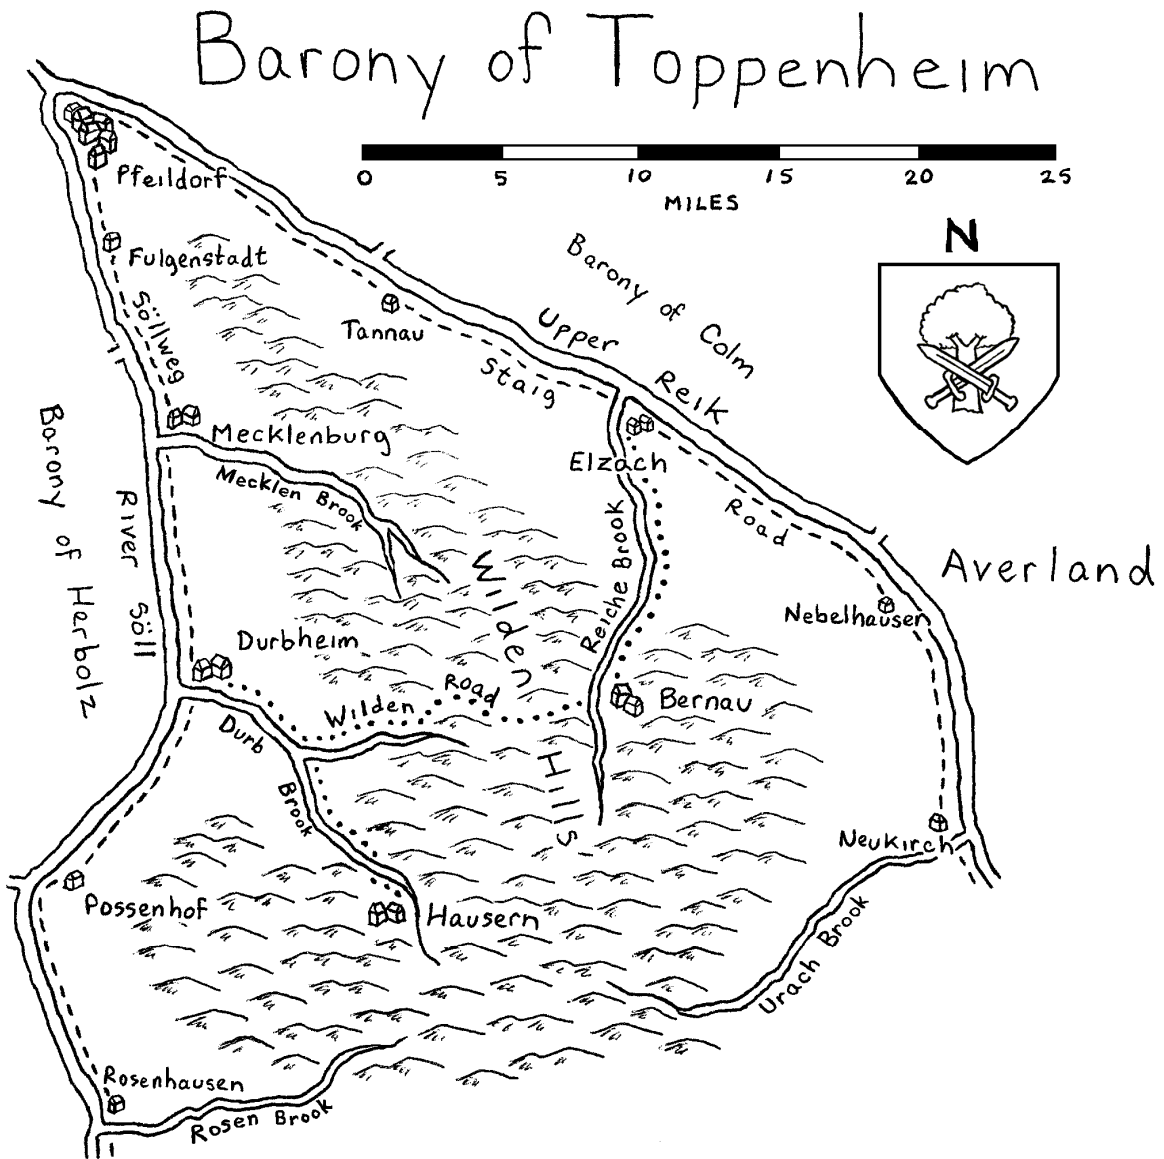 Barony of Toppenheim
0 5 10 15 20 25
MILES
N
Pfeildorf
Fulgenstadt
Söllweg
Tannau
Barony of Colm
Upper Reik
Staig Road
Mecklenburg
Mecklen Brook
Elzach
Barony of Herbolz
River Söll
Reiche Brook
Averland
Nebelhausen
Durbheim
Wilden Hills
Wilden Road
Bernau
Durb Brook
Neukirch
Possenhof
Hausern
Urach Brook
Rosenhausen
Rosen Brook